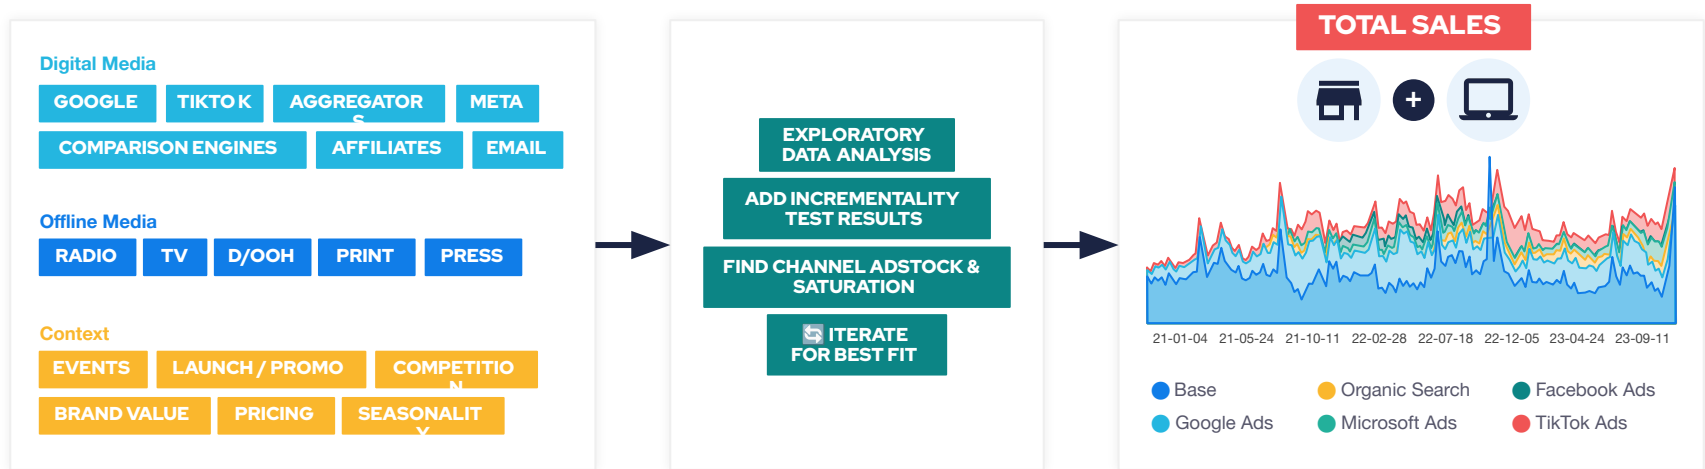 Digital Media
GOOGLE TIKTOK AGGREGATOR
S
META
COMPARISON ENGINES AFFILIATES EMAIL
Offline Media
RADIO TV D/OOH PRINT PRESS
Context
EVENTS LAUNCH / PROMO COMPETITIO
N
BRAND VALUE PRICING SEASONALIT
Y
EXPLORATORY
DATA ANALYSIS
ADD INCREMENTALITY
TEST RESULTS
FIND CHANNEL ADSTOCK &
SATURATION
ITERATE
FOR BEST FIT
TOTAL SALES
+
21-01-04 21-05-24 21-10-11 22-02-28 22-07-18 22-12-05 23-04-24 23-09-11
Base Organic Search Facebook Ads
Google Ads Microsoft Ads TikTok Ads